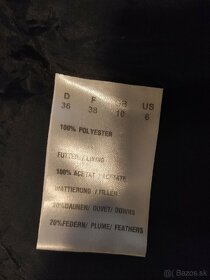 D F GB US
36 38 10 6
100% POLYESTER
FUTTER / LINING
100% ACETAT / ACETATE
WATTIERUNG / FILLER
80% DAUNEN / DUVET / DOWNS
20% FEDERN / PLUME / FEATHERS
bazos.sk